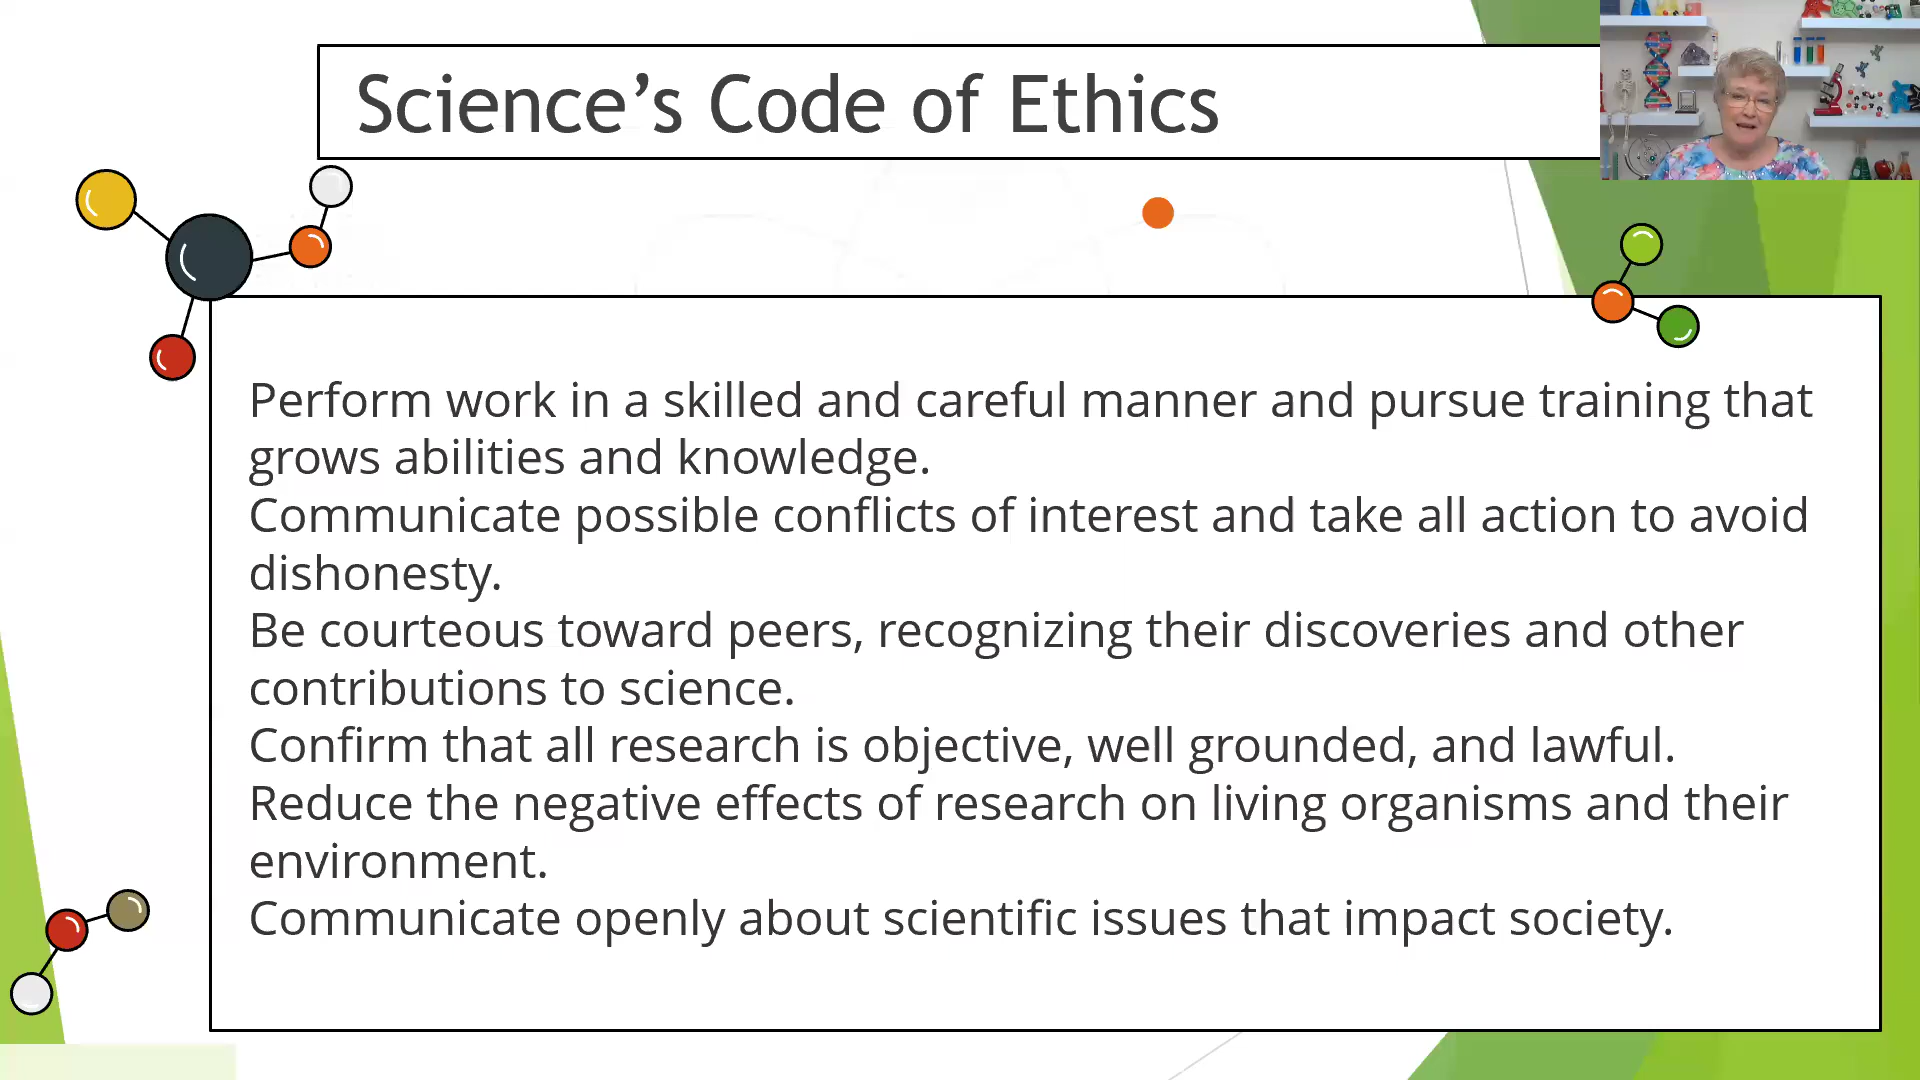 Science’s Code of Ethics
Perform work in a skilled and careful manner and pursue training that
grows abilities and knowledge.
Communicate possible conflicts of interest and take all action to avoid
dishonesty.
Be courteous toward peers, recognizing their discoveries and other
contributions to science.
Confirm that all research is objective, well grounded, and lawful.
Reduce the negative effects of research on living organisms and their
environment.
Communicate openly about scientific issues that impact society.